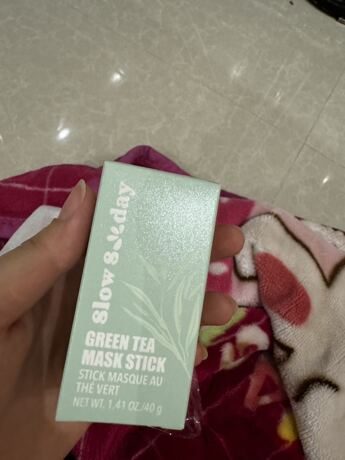 Slow Sunday
GREEN TEA
MASK STICK
STICK MASQUE AU
THÉ VERT
NET WT. 1.41 OZ./40 g